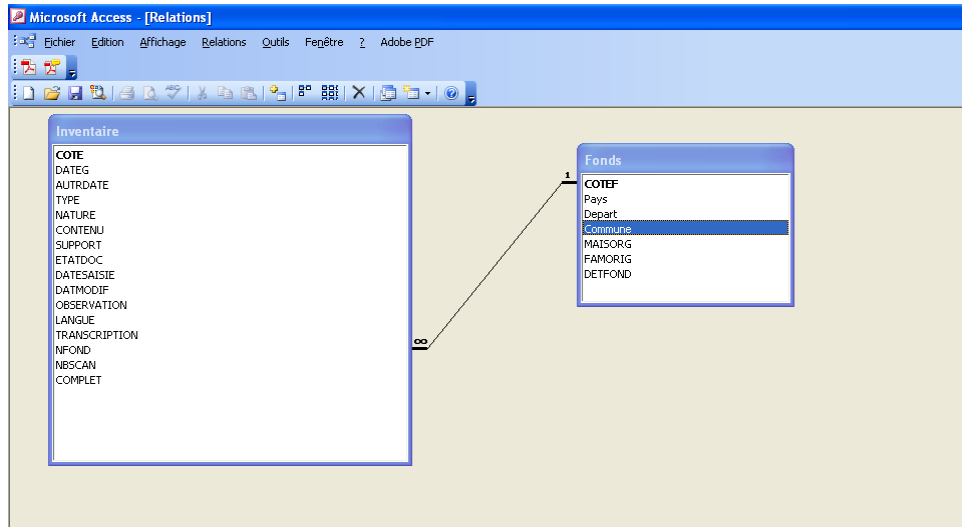 Microsoft Access - [Relations]
Fichier Edition Affichage Relations Outils Fenêtre ? Adobe PDF
Inventaire
COTE
DATEG
AUTRDATE
TYPE
NATURE
CONTENU
SUPPORT
ETATDOC
DATESAISIE
DATMODIF
OBSERVATION
LANGUE
TRANSCRIPTION
NFOND
NBSCAN
COMPLET
∞
1
Fonds
COTEF
Pays
Depart
Commune
MAISORG
FAMORIG
DETFOND